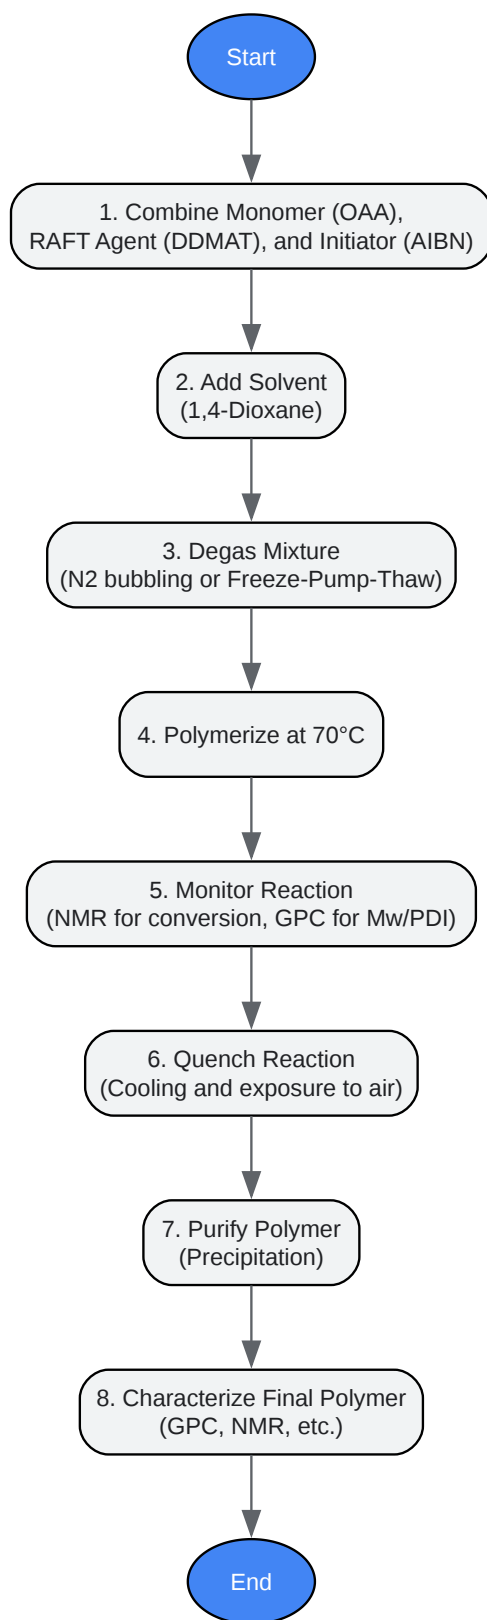 Start
1. Combine Monomer (OAA),
RAFT Agent (DDMAT), and Initiator (AIBN)
2. Add Solvent
(1,4-Dioxane)
3. Degas Mixture
(N2 bubbling or Freeze-Pump-Thaw)
4. Polymerize at 70°C
5. Monitor Reaction
(NMR for conversion, GPC for Mw/PDI)
6. Quench Reaction
(Cooling and exposure to air)
7. Purify Polymer
(Precipitation)
8. Characterize Final Polymer
(GPC, NMR, etc.)
End